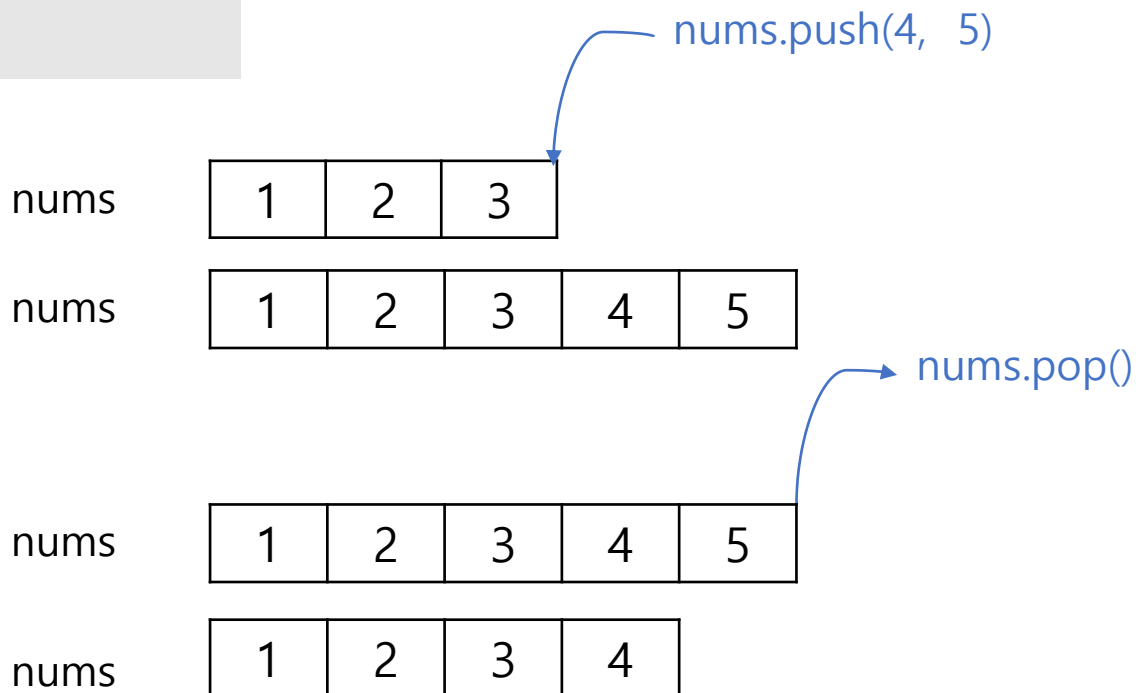 nums.push(4, 5)
nums 1 2 3
nums 1 2 3 4 5
nums.pop()
nums 1 2 3 4 5
nums 1 2 3 4